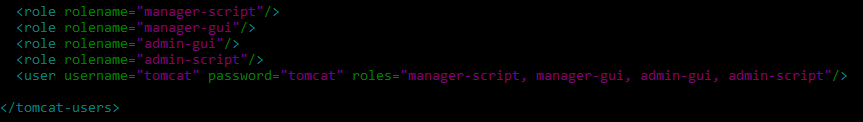 <role rolename="manager-script"/>
<role rolename="manager-gui"/>
<role rolename="admin-gui"/>
<role rolename="admin-script"/>
<user username="tomcat" password="tomcat" roles="manager-script, manager-gui, admin-gui, admin-script"/>
</tomcat-users>